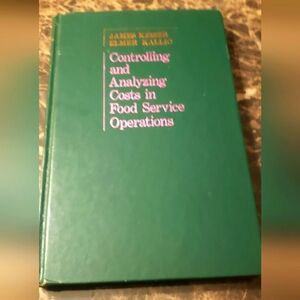 JAMES KEISER
ELMER KALLIO
Controlling
and
Analyzing
Costs in
Food Service
Operations